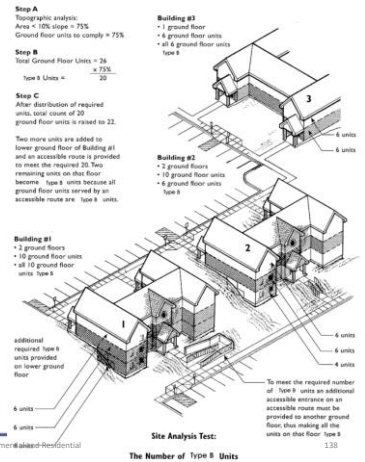 Step A
Topographic analysis:
Area < 10% slope = 75%
Ground floor units to comply = 75%
Step B
Total Ground Floor Units = 26
x 75%
Type B Units = 20
Step C
After distribution of required
units, total count of 20
ground floor units is raised to 22.
Two more units are added to
lower ground floor of Building #1
and an accessible route is provided
to meet the required 20. Two
remaining units on that floor
become Type B units because all
ground floor units served by an
accessible route are Type B units.
Building #3
• 1 ground floor
• 6 ground floor units
• all 6 ground floor units
Type B
3
6 units
6 units
Building #2
• 2 ground floors
• 10 ground floor units
• 6 ground floor units
Type B
2
Building #1
• 2 ground floors
• 10 ground floor units
• all 10 ground floor
units Type B
1
6 units
6 units
4 units
additional
required Type B
units provided
on lower ground
floor
6 units
6 units
To meet the required number
of Type B units an additional
accessible entrance on an
accessible route must be
provided to another ground
floor, thus making all the
units on that floor Type B
Residential
138
Site Analysis Test:
The Number of Type B Units